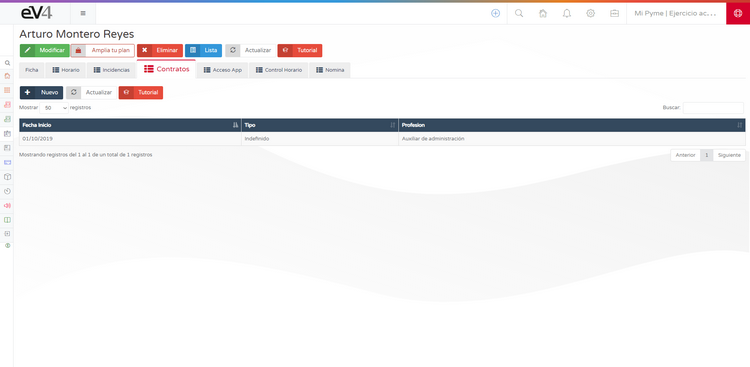 eV4
Mi Pyme | Ejercicio ac...
Arturo Montero Reyes
Modificar Amplia tu plan Eliminar Lista Actualizar Tutorial
Ficha Horario Incidencias Contratos Acceso App Control Horario Nomina
Nuevo Actualizar Tutorial
Mostrar 50 registros Buscar:
Fecha Inicio Tipo Profesion
01/10/2019 Indefinido Auxiliar de administración
Mostrando registros del 1 al 1 de un total de 1 registros
Anterior 1 Siguiente